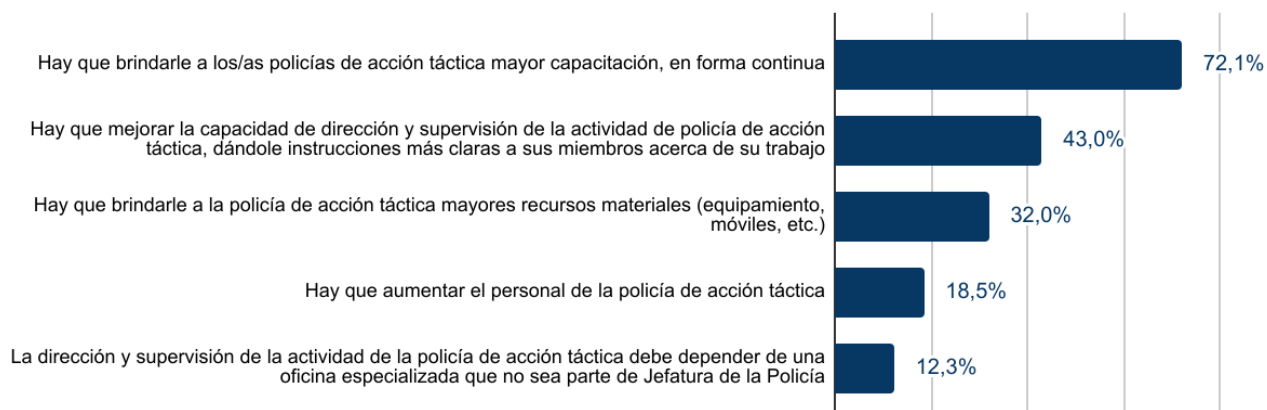 Hay que brindarle a los/as policías de acción táctica mayor capacitación, en forma continua
72,1%
Hay que mejorar la capacidad de dirección y supervisión de la actividad de policía de acción
táctica, dándole instrucciones más claras a sus miembros acerca de su trabajo
43,0%
Hay que brindarle a la policía de acción táctica mayores recursos materiales (equipamiento,
móviles, etc.)
32,0%
Hay que aumentar el personal de la policía de acción táctica
18,5%
La dirección y supervisión de la actividad de la policía de acción táctica debe depender de una
oficina especializada que no sea parte de Jefatura de la Policía
12,3%